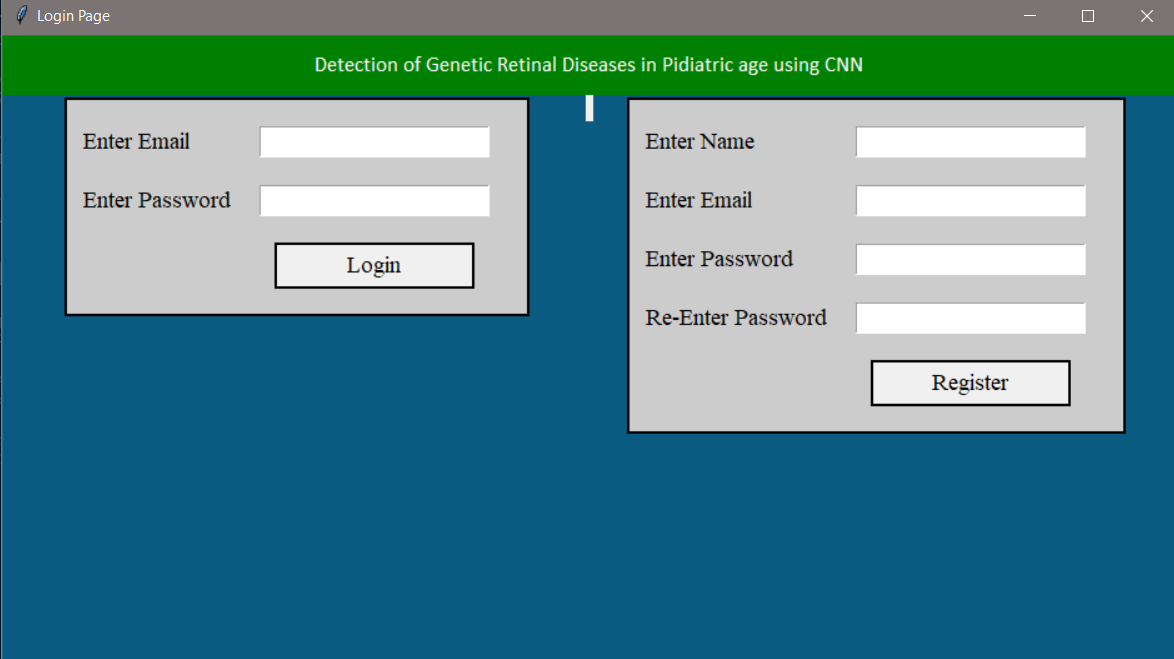 Login Page
Detection of Genetic Retinal Diseases in Pidiatric age using CNN
Enter Email
Enter Password
Login
Enter Name
Enter Email
Enter Password
Re-Enter Password
Register